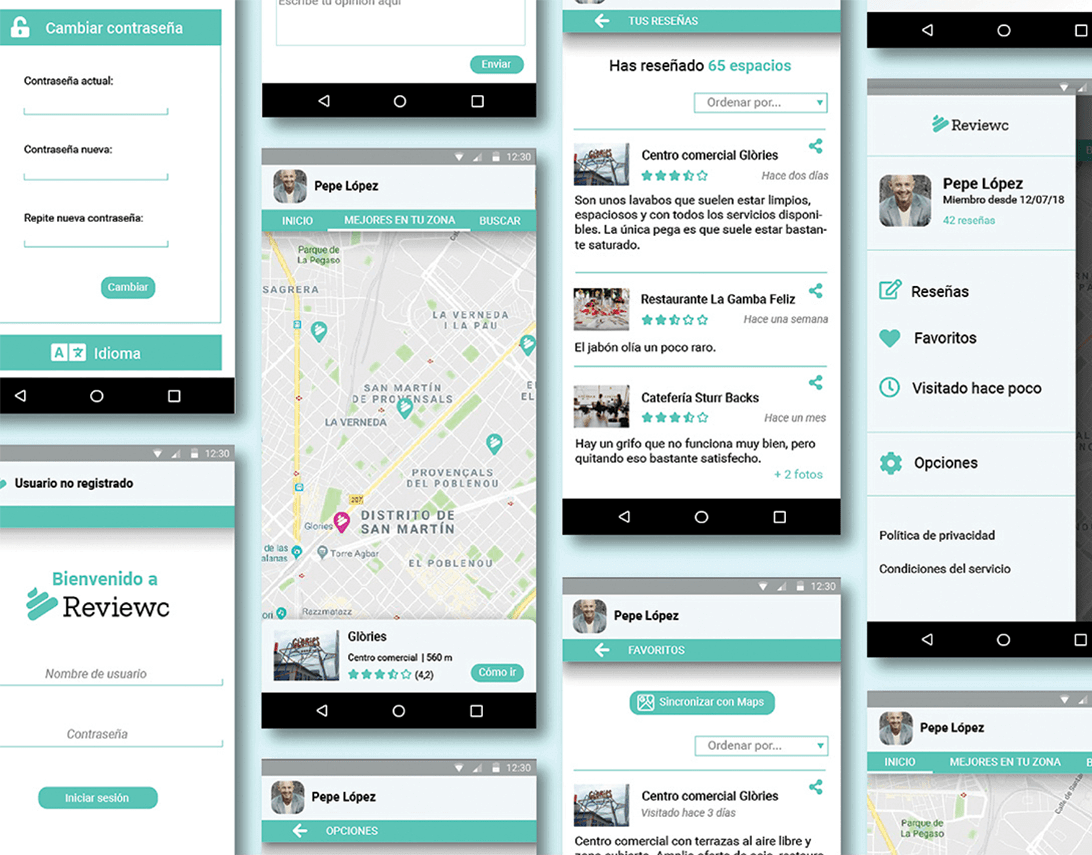 Cambiar contraseña
Contraseña actual:
Contraseña nueva:
Repite nueva contraseña:
Cambiar
Idioma
12:30
Usuario no registrado
Bienvenido a
Reviewc
Nombre de usuario
Contraseña
Iniciar sesión
Escribe tu opinión aquí
Enviar
12:30
Pepe López
INICIO
MEJORES EN TU ZONA
BUSCAR
Parque de
La Pegaso
SAGRERA
LA VERNEDA
I LA PAU
SAN MARTÍN
DE PROVENSALS
LA VERNEDA
PROVENÇALS
DEL POBLENOU
DISTRITO DE
SAN MARTÍN
Glories
de las
Torre Agbar
EL POBLENOU
Razzmatazz
Glòries
Centro comercial | 560 m
(4,2)
Cómo ir
12:30
Pepe López
OPCIONES
TUS RESEÑAS
Has reseñado 65 espacios
Ordenar por...
Centro comercial Glòries
Hace dos días
Son unos lavabos que suelen estar limpios,
espaciosos y con todos los servicios disponi-
bles. La única pega es que suele estar bastan-
te saturado.
Restaurante La Gamba Feliz
Hace una semana
El jabón olía un poco raro.
Catefería Sturr Backs
Hace un mes
Hay un grifo que no funciona muy bien, pero
quitando eso bastante satisfecho.
+ 2 fotos
12:30
Pepe López
FAVORITOS
Sincronizar con Maps
Ordenar por...
Centro comercial Glòries
Visitado hace 3 días
Centro comercial con terrazas al aire libre y
Reviewc
Pepe López
Miembro desde 12/07/18
42 reseñas
Reseñas
Favoritos
Visitado hace poco
Opciones
Política de privacidad
Condiciones del servicio
Pepe López
INICIO
MEJORES EN TU ZONA
Parque de
La Pegaso